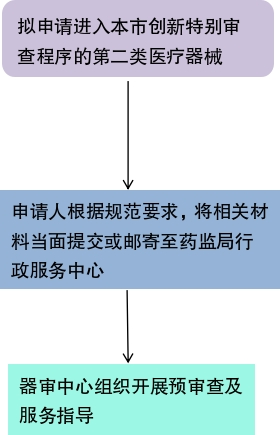 拟申请进入本市创新特别审
查程序的第二类医疗器械
申请人根据规范要求，将相关材
料当面提交或邮寄至药监局行
政服务中心
器审中心组织开展预审查及
服务指导